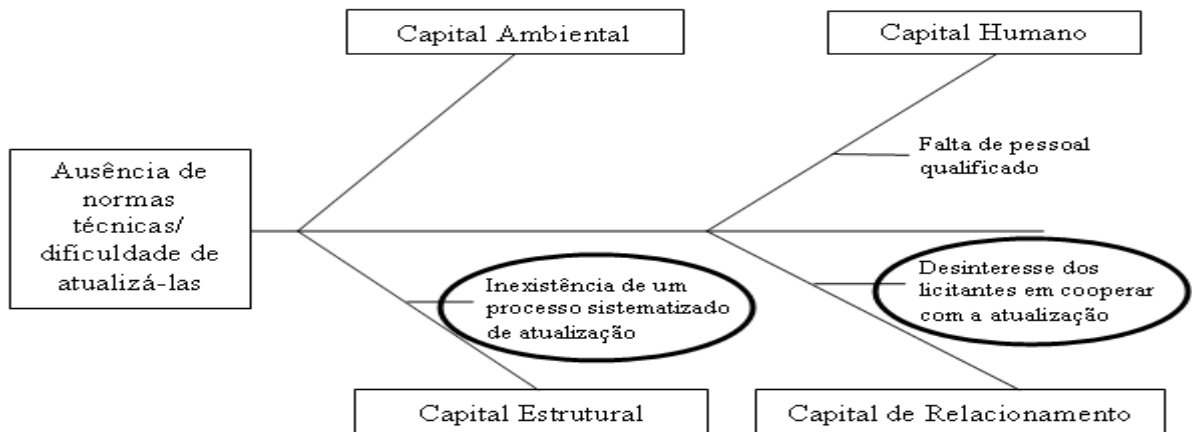 Capital Ambiental
Capital Humano
Ausência de
normas
técnicas/
dificuldade de
atualizá-las
Falta de pessoal
qualificado
Inexistência de um
processo sistematizado
de atualização
Desinteresse dos
licitantes em cooperar
com a atualização
Capital Estrutural
Capital de Relacionamento